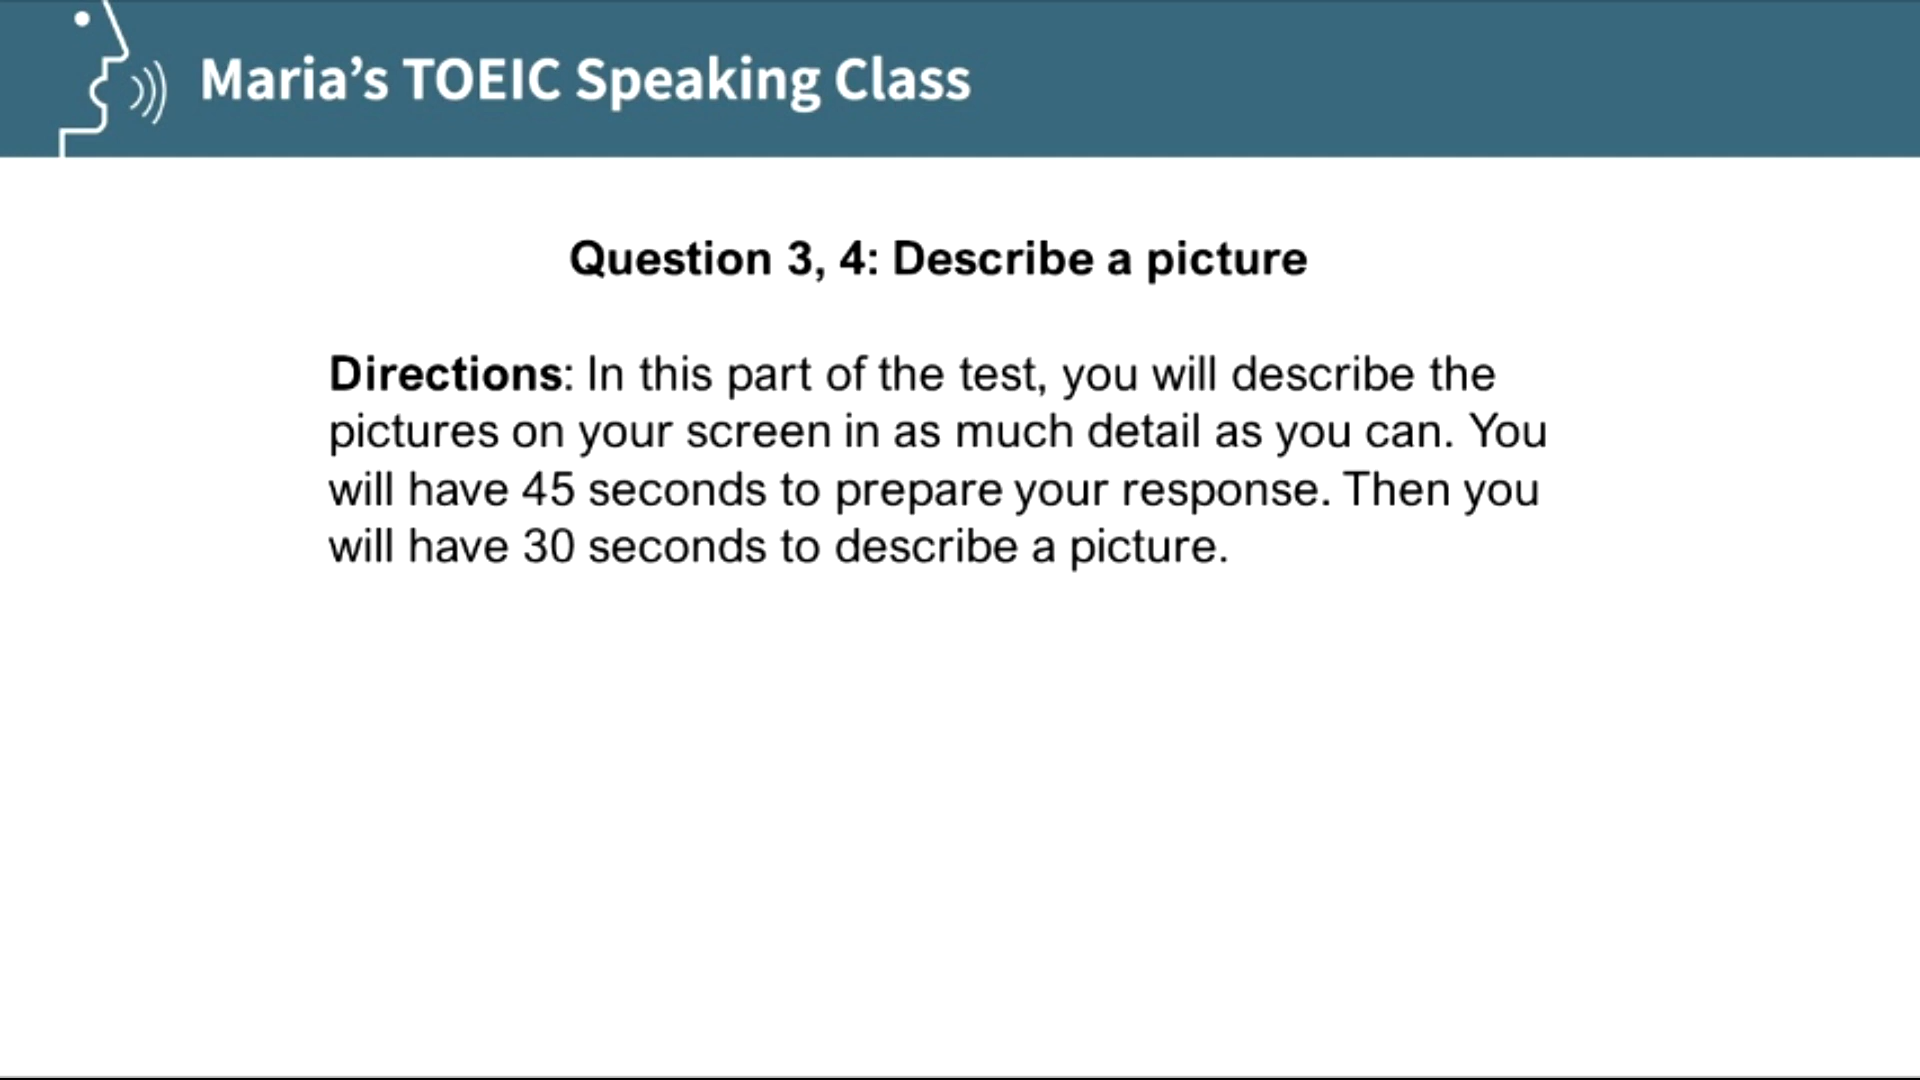 Maria’s TOEIC Speaking Class
Question 3, 4: Describe a picture
Directions: In this part of the test, you will describe the
pictures on your screen in as much detail as you can. You
will have 45 seconds to prepare your response. Then you
will have 30 seconds to describe a picture.